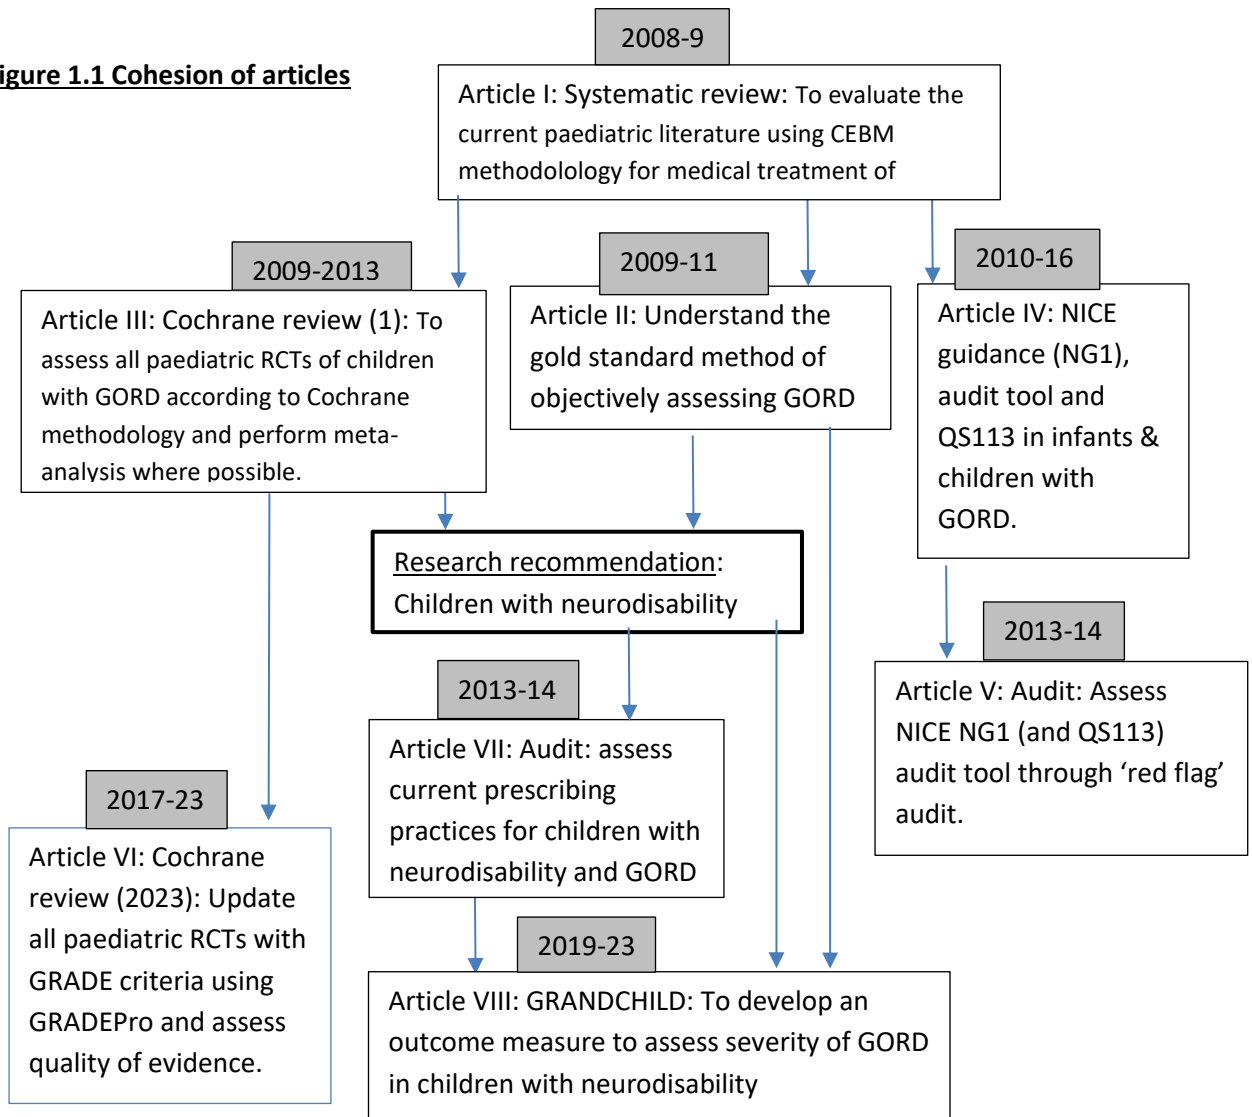 2008-9
igure 1.1 Cohesion of articles
Article I: Systematic review: To evaluate the
current paediatric literature using CEBM
methodolology for medical treatment of
2009-2013
Article III: Cochrane review (1): To
assess all paediatric RCTs of children
with GORD according to Cochrane
methodology and perform meta-
analysis where possible.
2009-11
Article II: Understand the
gold standard method of
objectively assessing GORD
2010-16
Article IV: NICE
guidance (NG1),
audit tool and
QS113 in infants &
children with
GORD.
Research recommendation:
Children with neurodisability
2013-14
Article V: Audit: Assess
NICE NG1 (and QS113)
audit tool through ‘red flag’
audit.
2013-14
Article VII: Audit: assess
current prescribing
practices for children with
neurodisability and GORD
2017-23
Article VI: Cochrane
review (2023): Update
all paediatric RCTs with
GRADE criteria using
GRADEPro and assess
quality of evidence.
2019-23
Article VIII: GRANDCHILD: To develop an
outcome measure to assess severity of GORD
in children with neurodisability